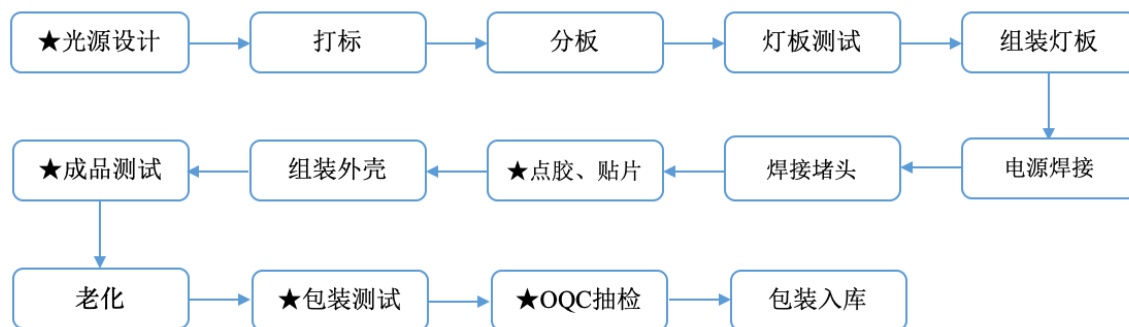 ★光源设计
打标
分板
灯板测试
组装灯板
电源焊接
焊接堵头
★点胶、贴片
组装外壳
★成品测试
老化
★包装测试
★OQC抽检
包装入库